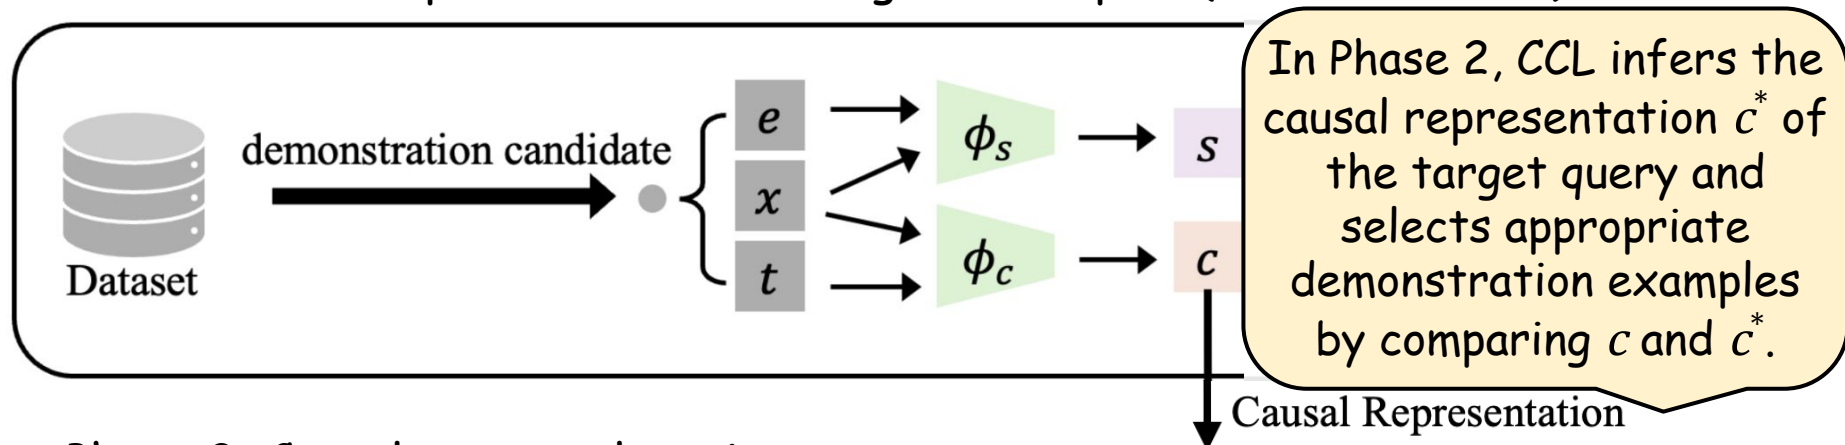 demonstration candidate
Dataset
e
x
t
ϕs
ϕc
s
c
In Phase 2, CCL infers the
causal representation c* of
the target query and
selects appropriate
demonstration examples
by comparing c and c*.
Causal Representation